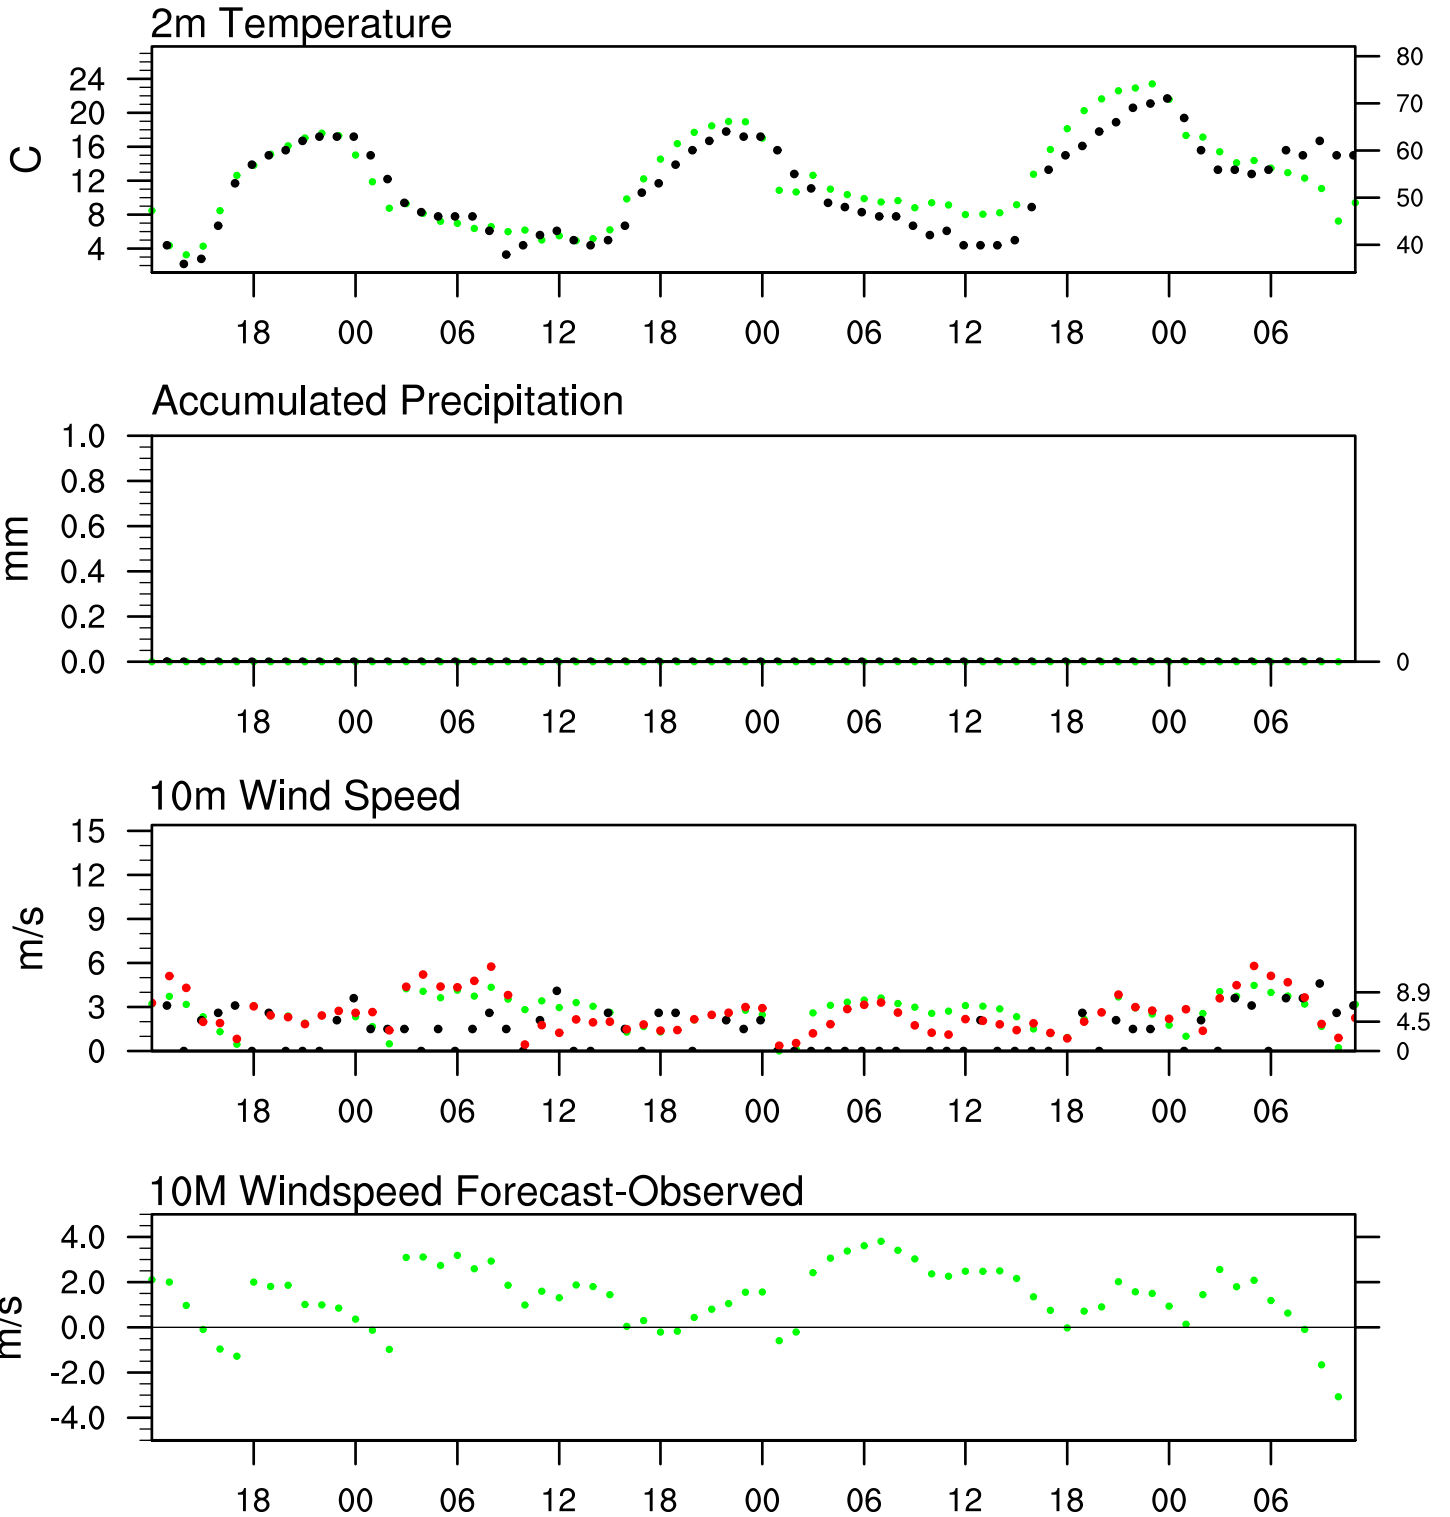 2m Temperature
24
20
16
12
8
4
C
80
70
60
50
40
18 00 06 12 18 00 06 12 18 00 06
Accumulated Precipitation
1.0
0.8
0.6
0.4
0.2
0.0
mm
0
18 00 06 12 18 00 06 12 18 00 06
10m Wind Speed
15
12
9
6
3
0
m/s
8.9
4.5
0
18 00 06 12 18 00 06 12 18 00 06
10M Windspeed Forecast-Observed
4.0
2.0
0.0
-2.0
-4.0
m/s
18 00 06 12 18 00 06 12 18 00 06